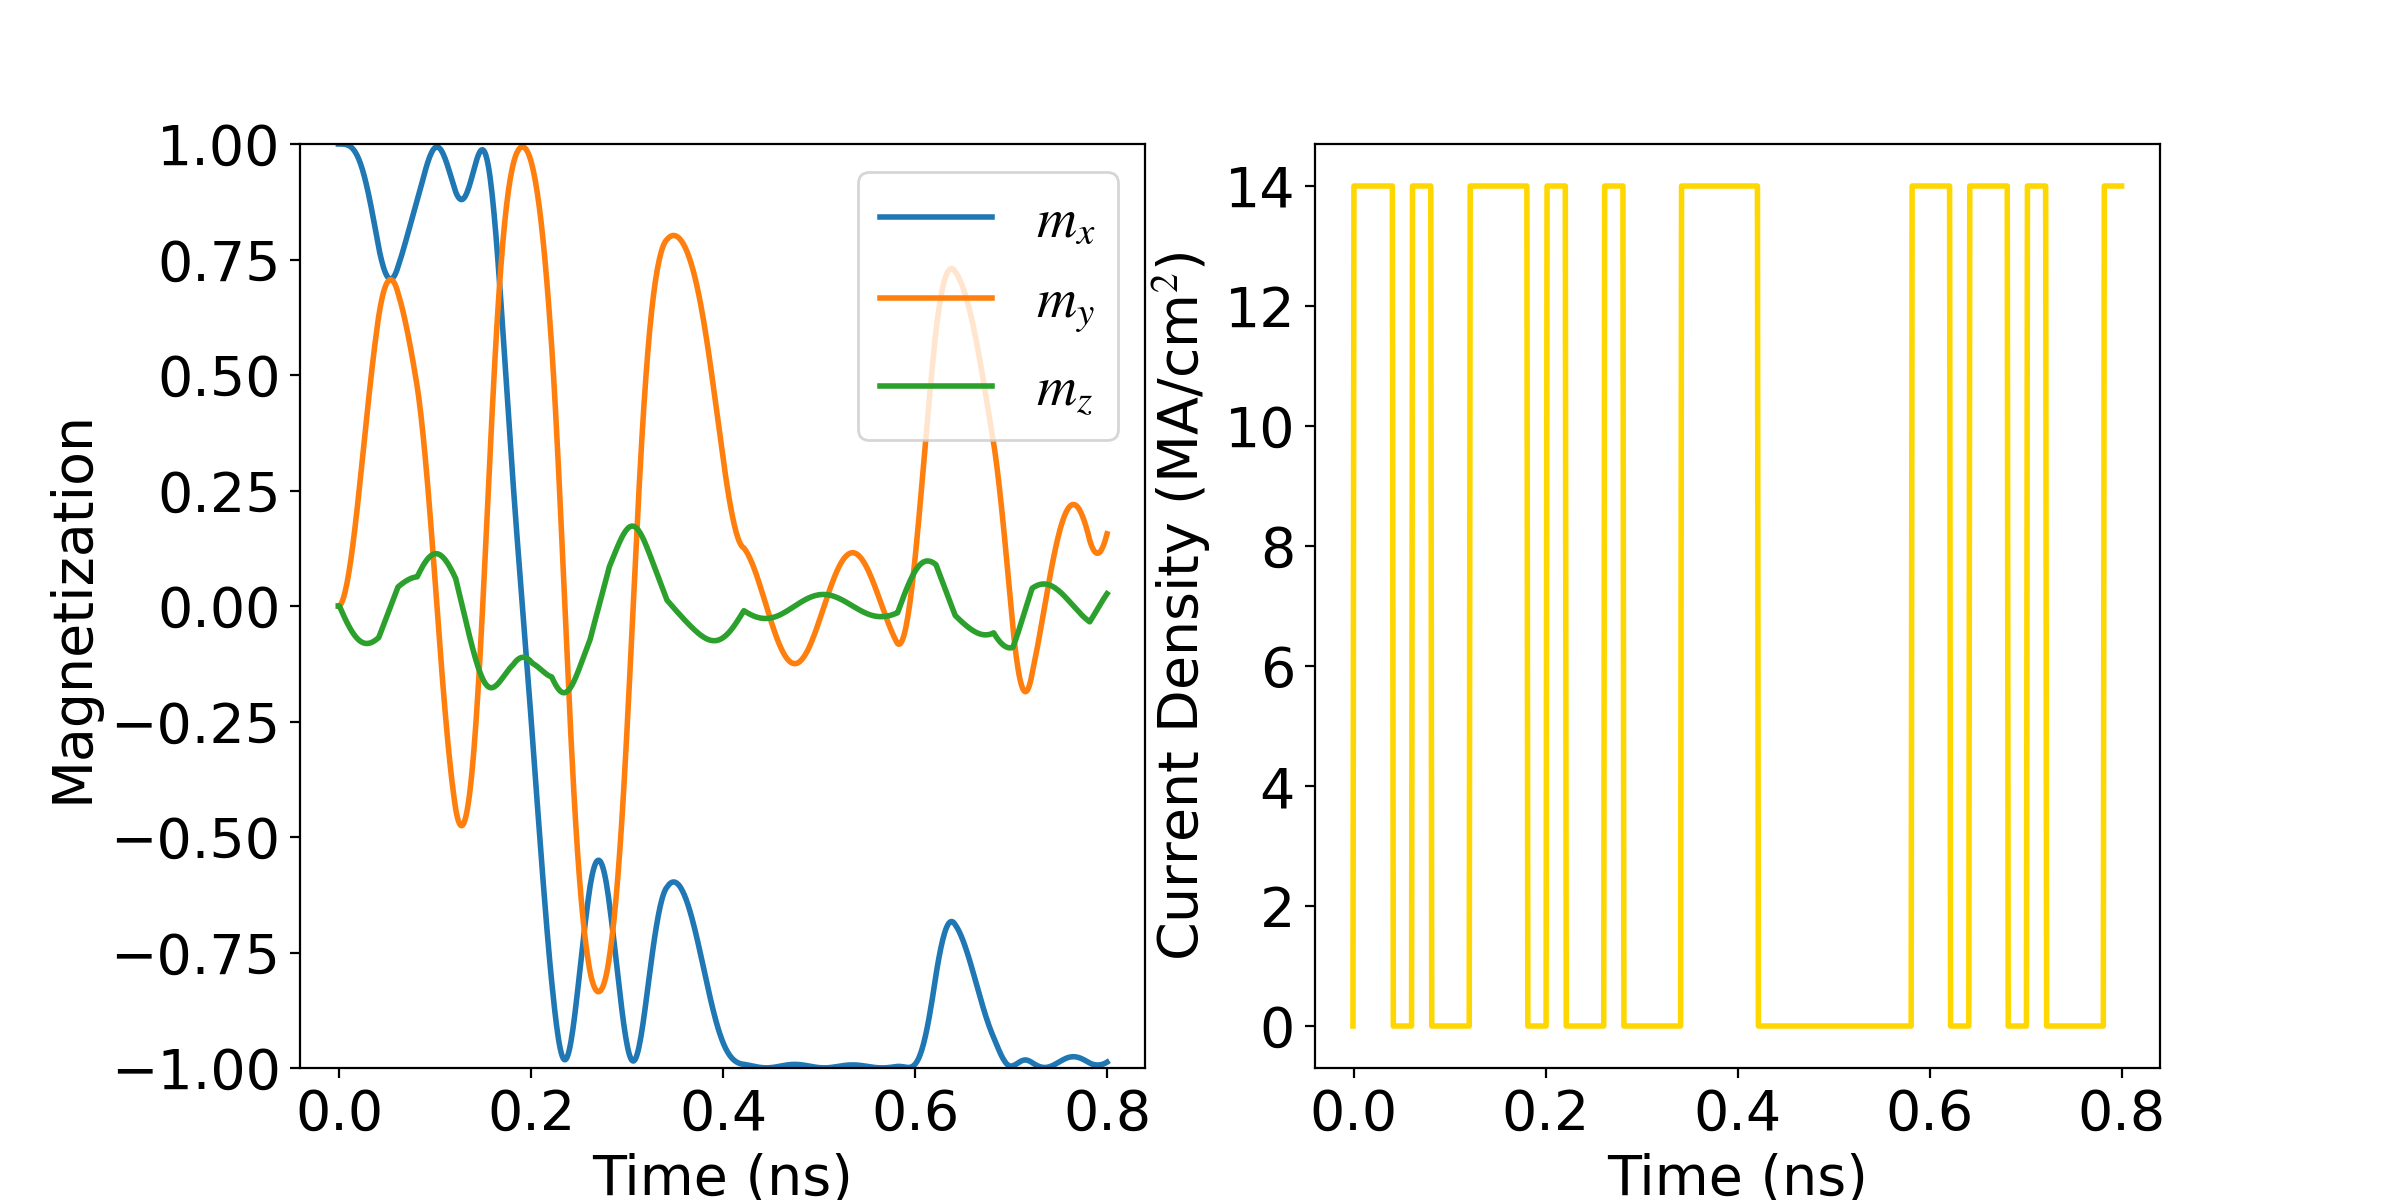 Magnetization
1.00
0.75
0.50
0.25
0.00
−0.25
−0.50
−0.75
−1.00
0.0 0.2 0.4 0.6 0.8
Time (ns)
mₓ
m_y
m_z
Current Density (MA/cm²)
14
12
10
8
6
4
2
0
0.0 0.2 0.4 0.6 0.8
Time (ns)